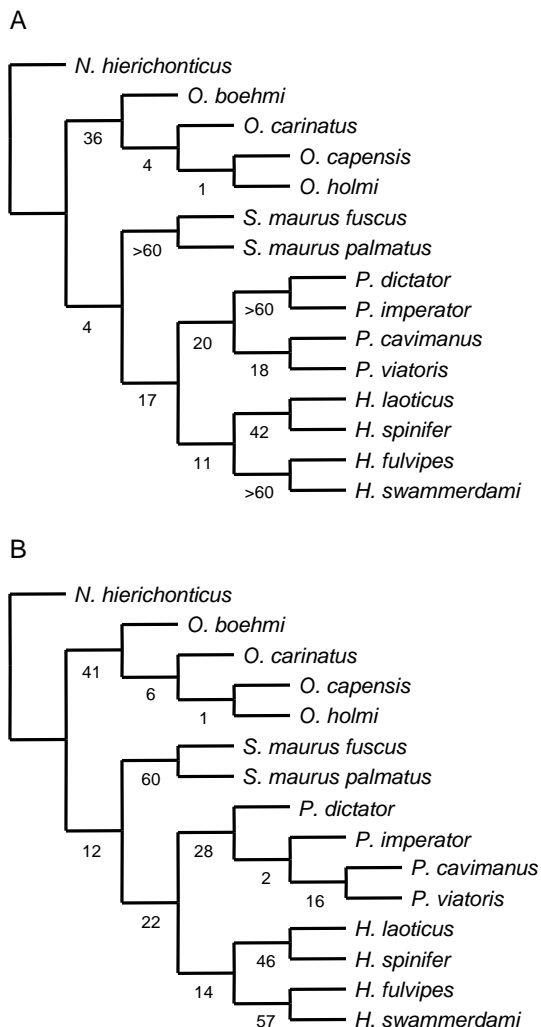 A
N. hierichonticus
O. boehmi
36
O. carinatus
4
O. capensis
1
O. holmi
S. maurus fuscus
>60
S. maurus palmatus
4
P. dictator
>60
P. imperator
20
P. cavimanus
18
P. viatoris
17
H. laoticus
42
H. spinifer
11
H. fulvipes
>60
H. swammerdami
B
N. hierichonticus
O. boehmi
41
O. carinatus
6
O. capensis
1
O. holmi
S. maurus fuscus
60
S. maurus palmatus
12
P. dictator
28
P. imperator
2
P. cavimanus
16
P. viatoris
22
H. laoticus
46
H. spinifer
14
H. fulvipes
57
H. swammerdami